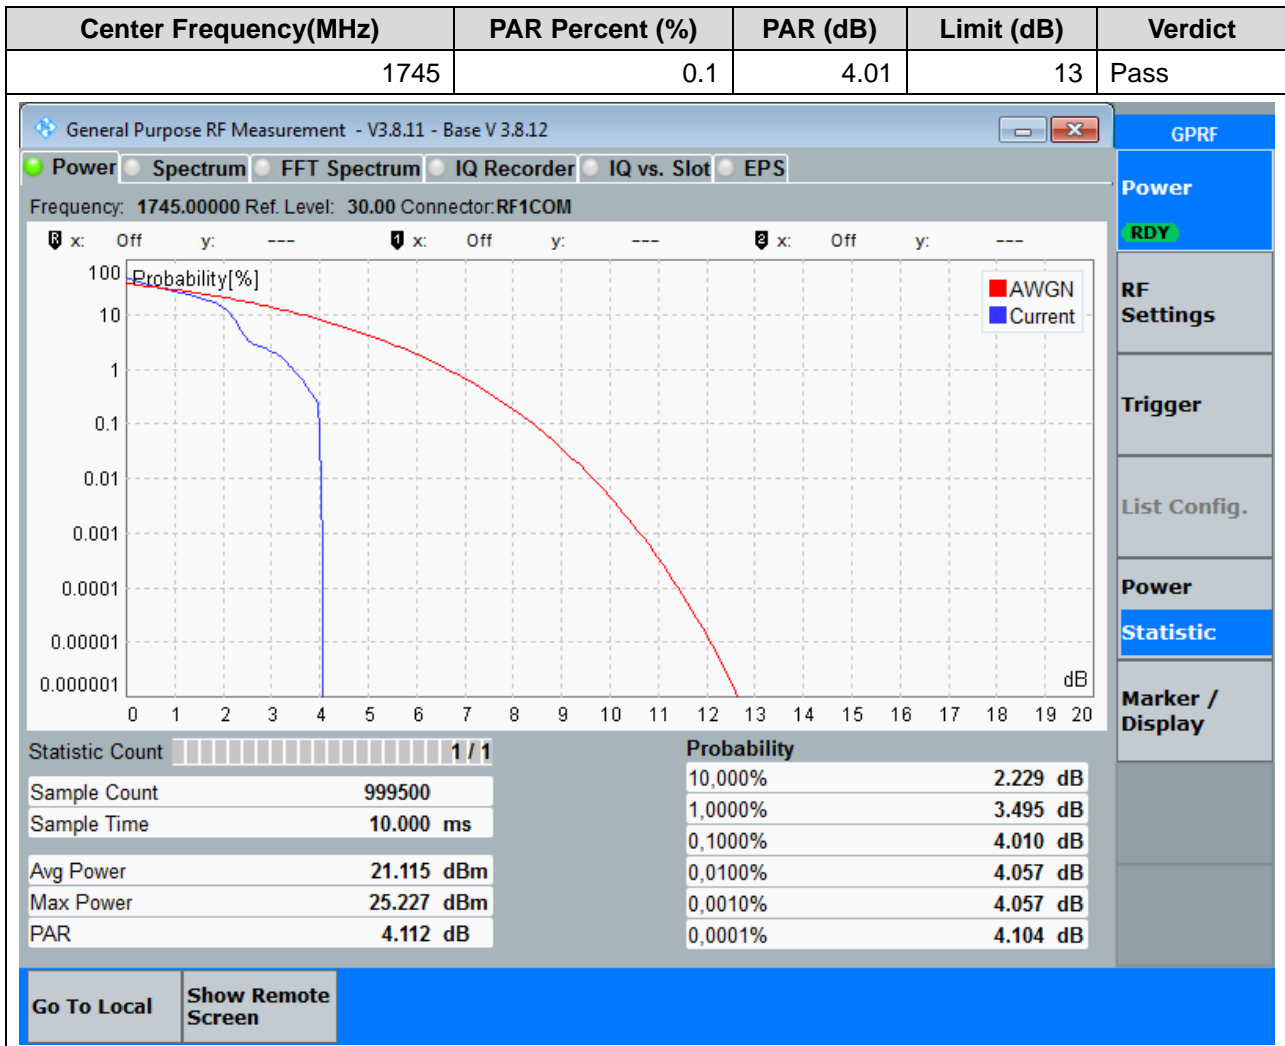 Center Frequency(MHz) PAR Percent (%) PAR (dB) Limit (dB) Verdict
1745 0.1 4.01 13 Pass
General Purpose RF Measurement - V3.8.11 - Base V 3.8.12
GPRF
Power Spectrum FFT Spectrum IQ Recorder IQ vs. Slot EPS
Power
RDY
Frequency: 1745.00000 Ref. Level: 30.00 Connector: RF1COM
R x: Off y: --- 1 x: Off y: --- 2 x: Off y: ---
Probability[%]
AWGN
Current
100
10
1
0.1
0.01
0.001
0.0001
0.00001
0.000001
dB
0 1 2 3 4 5 6 7 8 9 10 11 12 13 14 15 16 17 18 19 20
RF
Settings
Trigger
List Config.
Power
Statistic
Marker /
Display
Statistic Count 1 / 1
Sample Count 999500
Sample Time 10.000 ms
Avg Power 21.115 dBm
Max Power 25.227 dBm
PAR 4.112 dB
Probability
10,000% 2.229 dB
1,0000% 3.495 dB
0,1000% 4.010 dB
0,0100% 4.057 dB
0,0010% 4.057 dB
0,0001% 4.104 dB
Go To Local
Show Remote
Screen